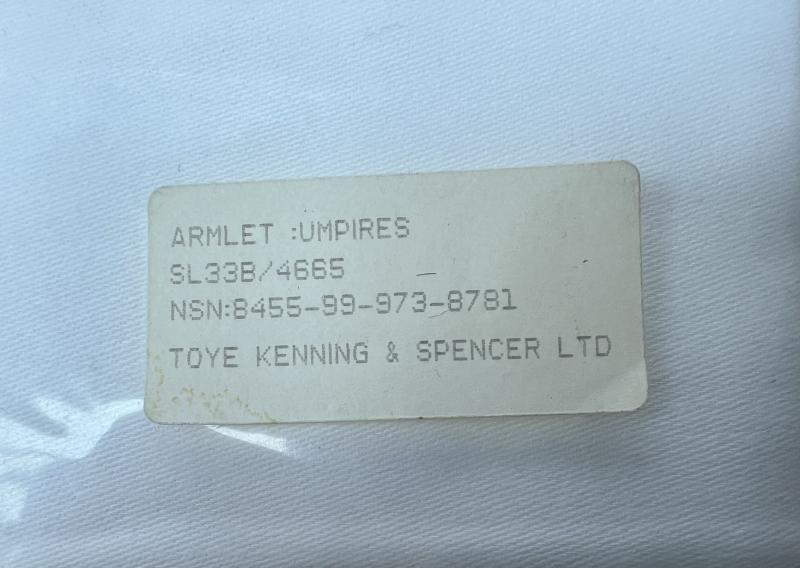 ARMLET :UMPIRES
SL33B/4665
NSN:8455-99-973-8781
TOYE KENNING & SPENCER LTD